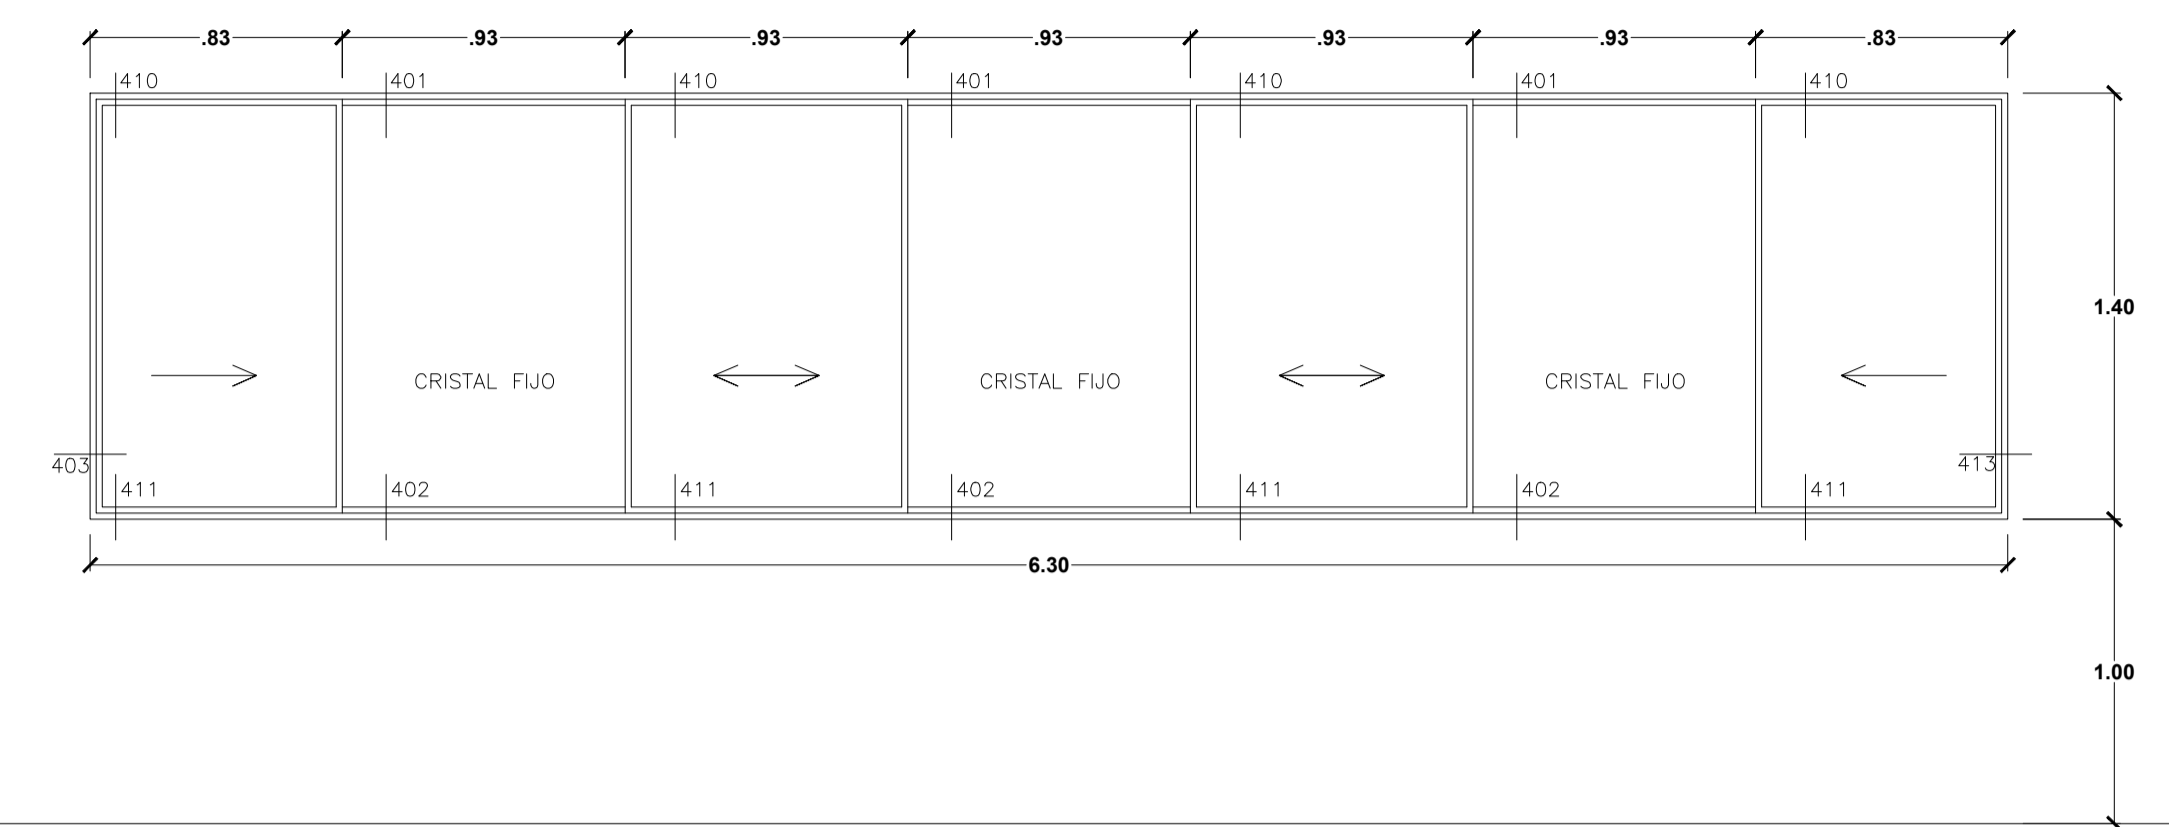 .83 .93 .93 .93 .93 .93 .83
410 401 410 401 410 401 410
1.40
CRISTAL FIJO CRISTAL FIJO CRISTAL FIJO
403 413
411 402 411 402 411 402 411
6.30
1.00